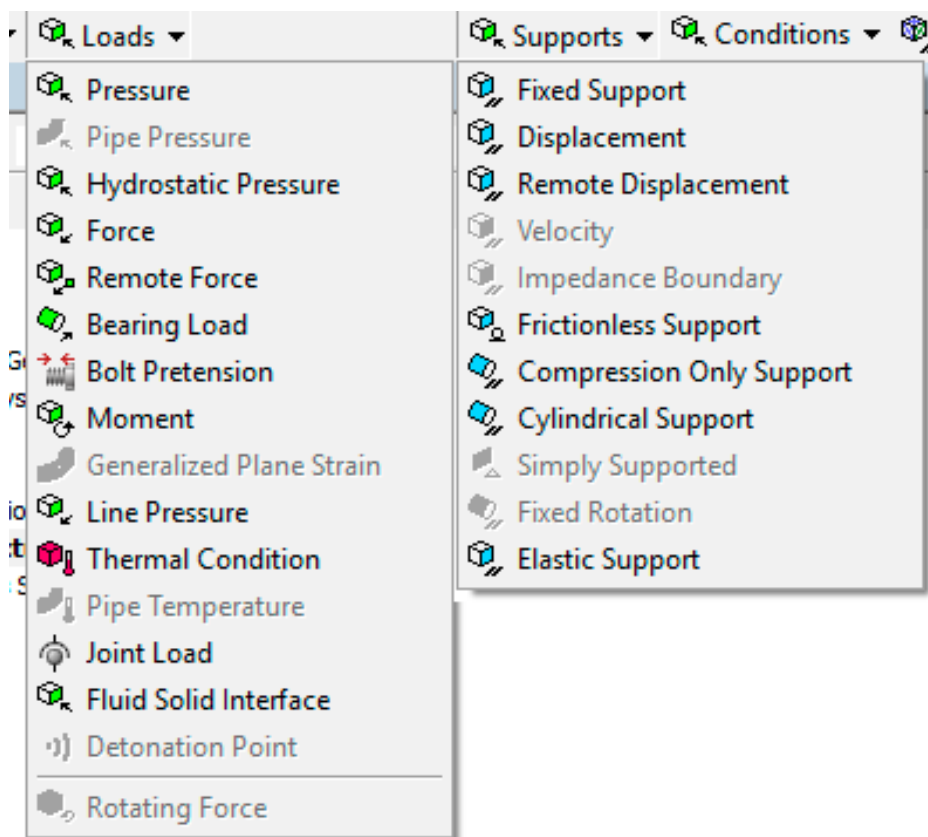 Loads
Pressure
Pipe Pressure
Hydrostatic Pressure
Force
Remote Force
Bearing Load
Bolt Pretension
Moment
Generalized Plane Strain
Line Pressure
Thermal Condition
Pipe Temperature
Joint Load
Fluid Solid Interface
Detonation Point
Rotating Force
Supports
Fixed Support
Displacement
Remote Displacement
Velocity
Impedance Boundary
Frictionless Support
Compression Only Support
Cylindrical Support
Simply Supported
Fixed Rotation
Elastic Support
Conditions